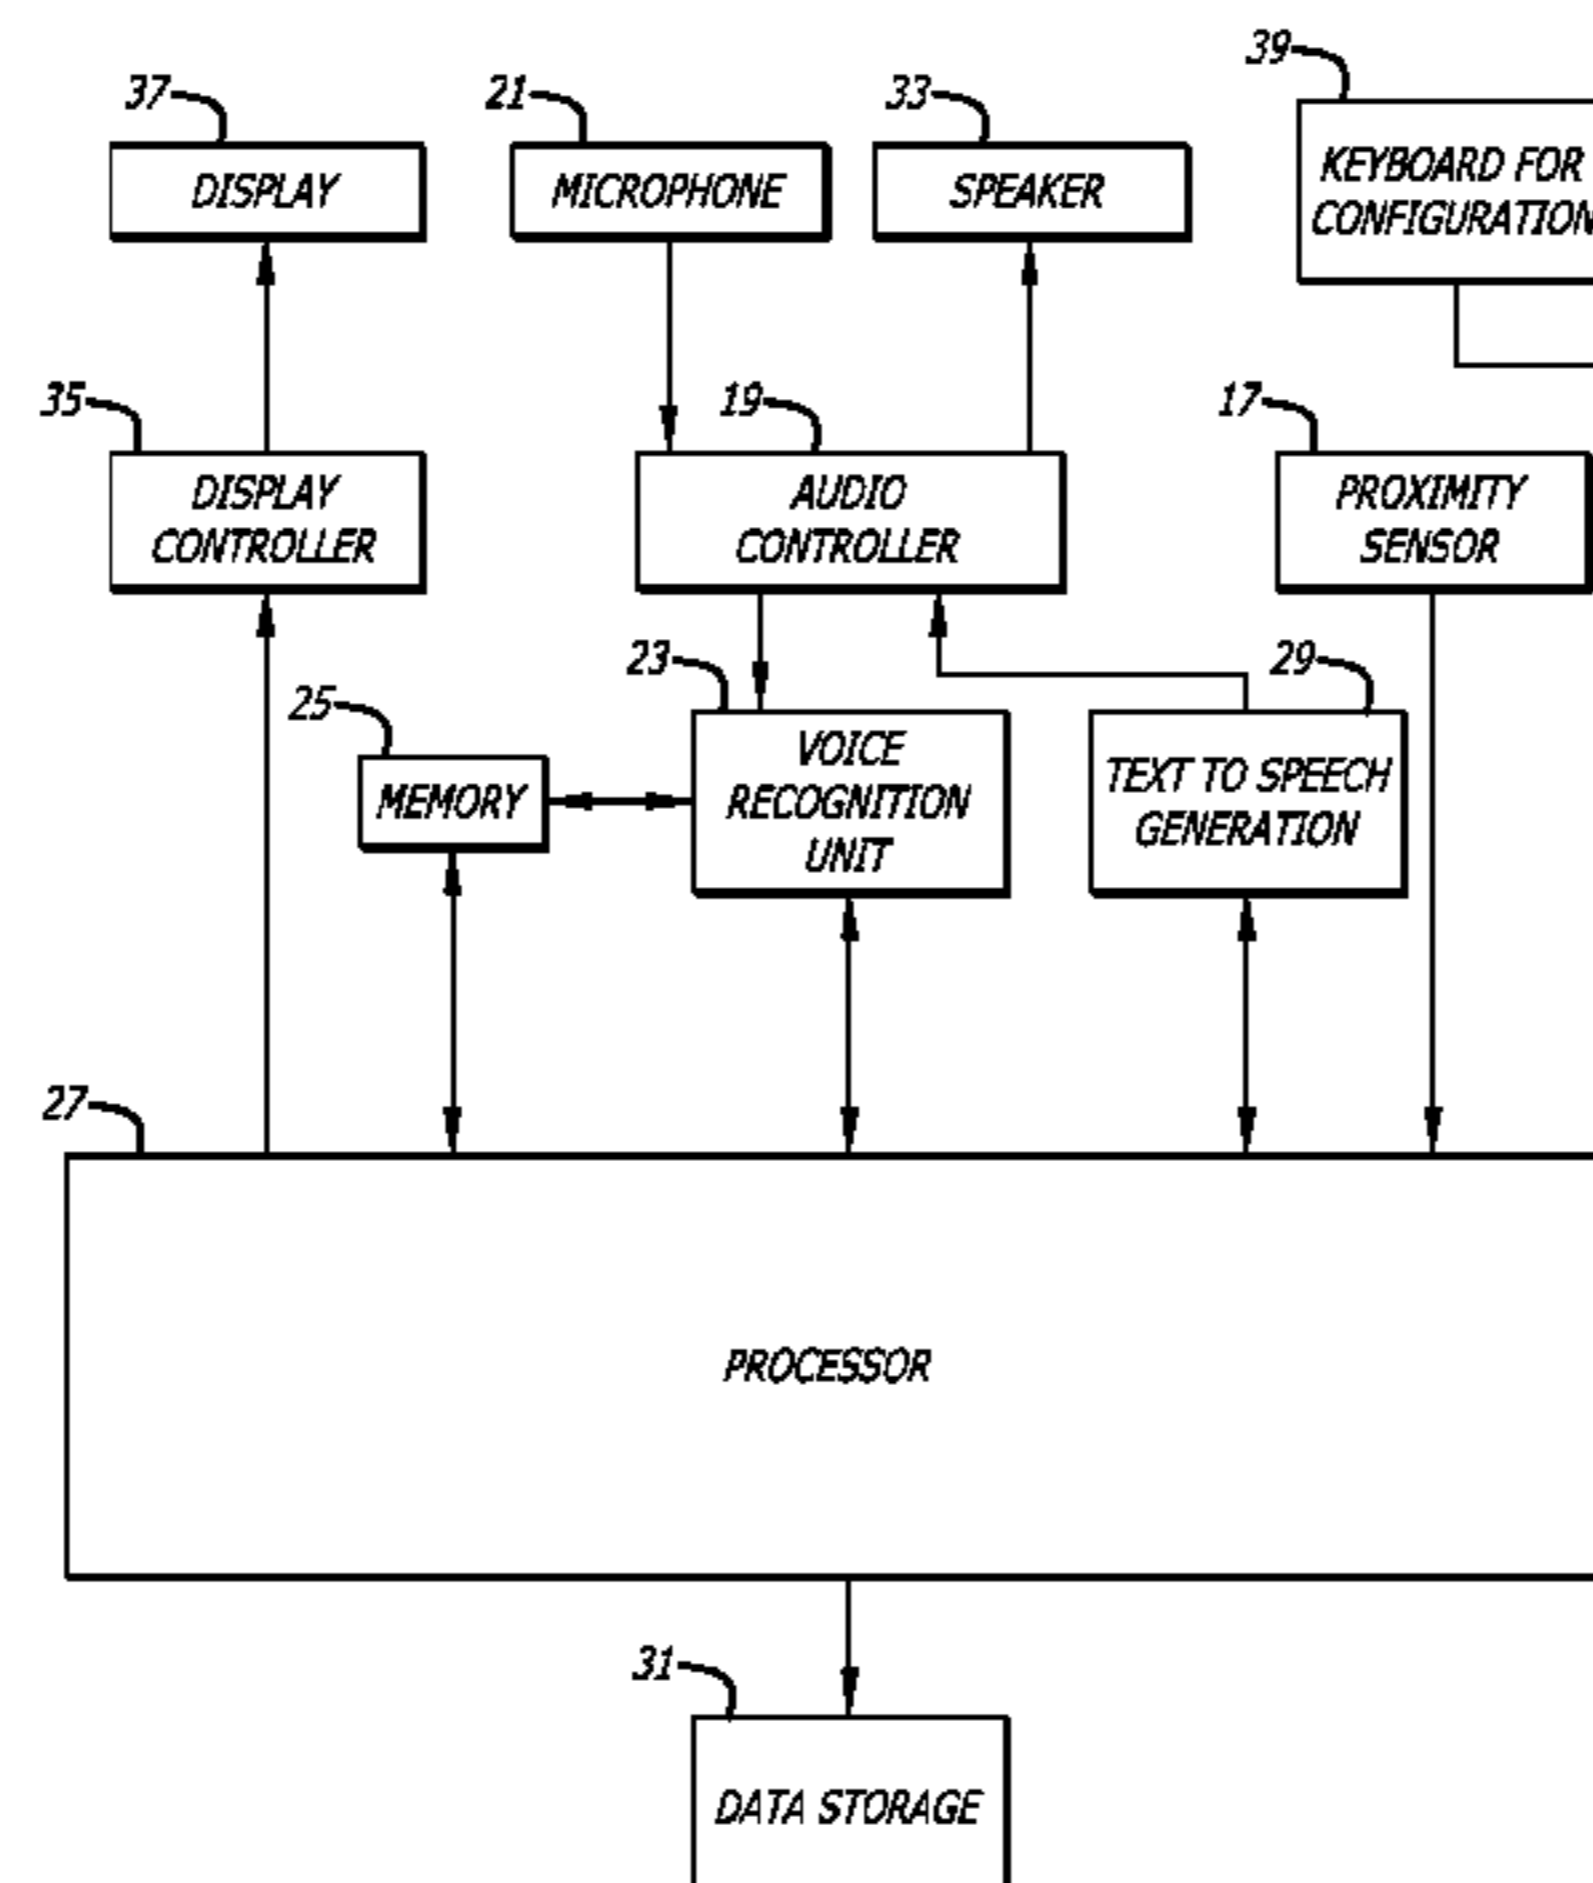 39
37
21
33
KEYBOARD FOR
CONFIGURATION
DISPLAY
MICROPHONE
SPEAKER
35
19
17
DISPLAY
CONTROLLER
AUDIO
CONTROLLER
PROXIMITY
SENSOR
23
29
25
MEMORY
VOICE
RECOGNITION
UNIT
TEXT TO SPEECH
GENERATION
27
PROCESSOR
31
DATA STORAGE